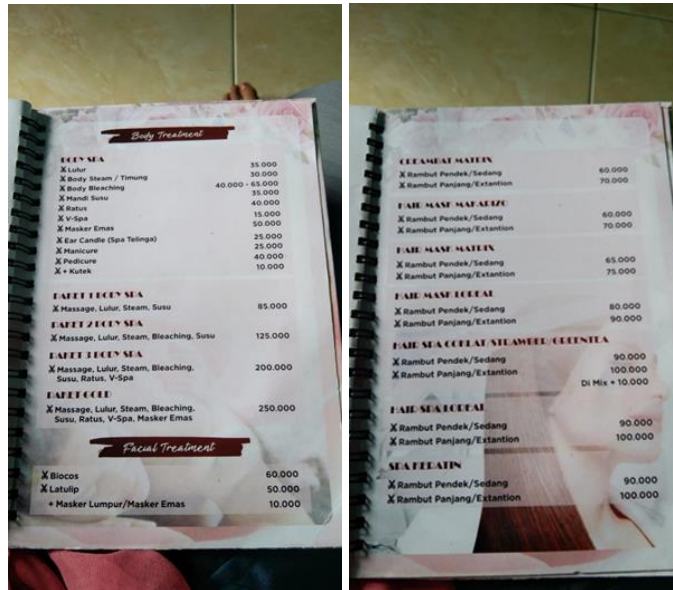 Body Treatment
BODY SPA
Lulur 35.000
Body Steam / Timung 30.000
Body Bleaching 40.000 - 65.000
Mandi Susu 35.000
Ratus 40.000
V-Spa 15.000
Masker Emas 50.000
Ear Candle (Spa Telinga) 25.000
Manicure 25.000
Pedicure 40.000
+ Kutek 10.000
PAKET 1 BODY SPA
Massage, Lulur, Steam, Susu 85.000
PAKET 2 BODY SPA
Massage, Lulur, Steam, Bleaching, Susu 125.000
PAKET 3 BODY SPA
Massage, Lulur, Steam, Bleaching, 200.000
Susu, Ratus, V-Spa
PAKET GOLD
Massage, Lulur, Steam, Bleaching, 250.000
Susu, Ratus, V-Spa, Masker Emas
Facial Treatment
Biocos 60.000
Latulip 50.000
+ Masker Lumpur/Masker Emas 10.000
CREAMBAT MATRIX
Rambut Pendek/Sedang 60.000
Rambut Panjang/Extantion 70.000
HAIR MASK MAKARIZO
Rambut Pendek/Sedang 60.000
Rambut Panjang/Extantion 70.000
HAIR MASK MATRIX
Rambut Pendek/Sedang 65.000
Rambut Panjang/Extantion 75.000
HAIR MASK LOREAL
Rambut Pendek/Sedang 80.000
Rambut Panjang/Extantion 90.000
HAIR SPA COKLAT/STRAWBER/GREENTEA
Rambut Pendek/Sedang 90.000
Rambut Panjang/Extantion 100.000
Di Mix + 10.000
HAIR SPA LOREAL
Rambut Pendek/Sedang 90.000
Rambut Panjang/Extantion 100.000
SPA KERATIN
Rambut Pendek/Sedang 90.000
Rambut Panjang/Extantion 100.000